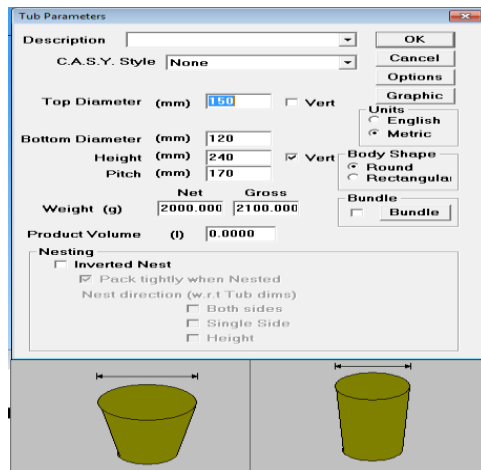 Tub Parameters
Description
OK
C.A.S.Y. Style None
Cancel
Options
Top Diameter (mm) 150 Vert
Graphic
Units
English
Metric
Bottom Diameter (mm) 120
Height (mm) 240 Vert
Pitch (mm) 170
Body Shape
Round
Rectangular
Net Gross
Weight (g) 2000.000 2100.000
Bundle
Bundle
Product Volume (l) 0.0000
Nesting
Inverted Nest
Pack tightly when Nested
Nest direction (w.r.t Tub dims)
Both sides
Single Side
Height